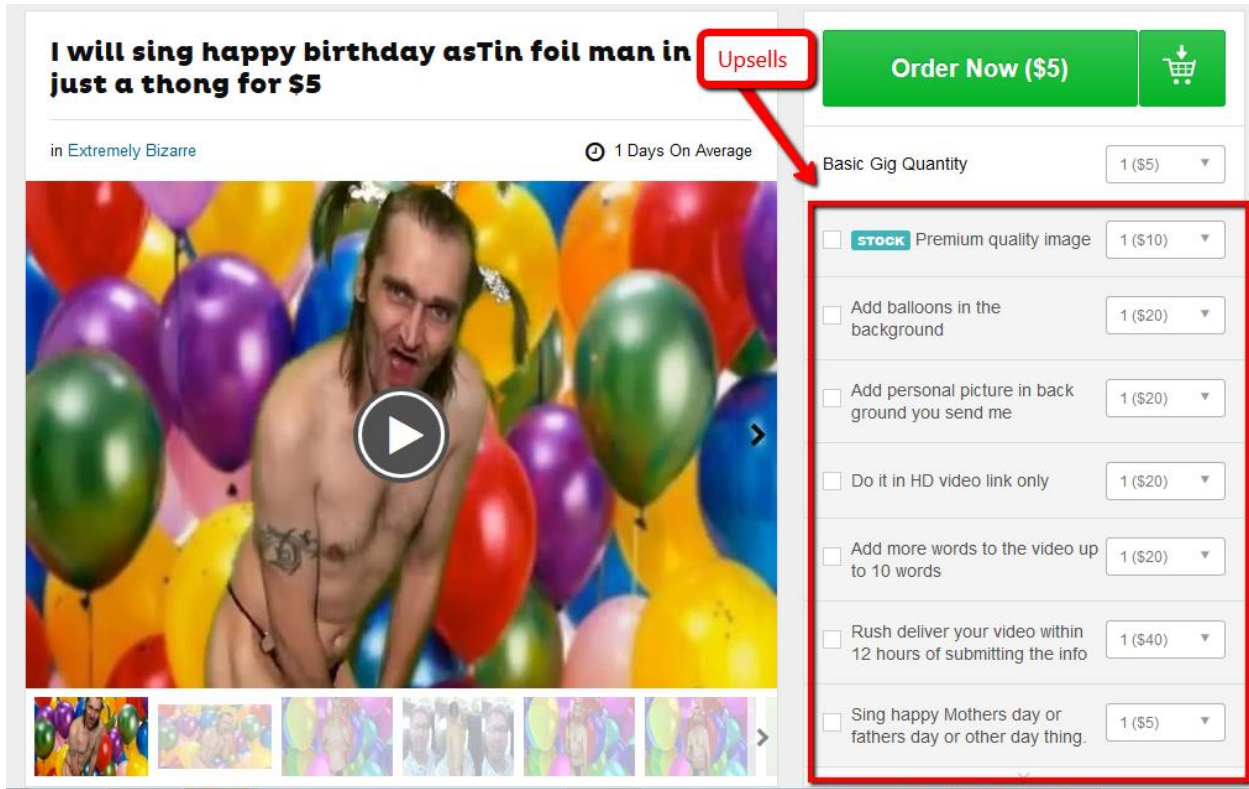 I will sing happy birthday asTin foil man in
just a thong for $5
Upsells
Order Now ($5)
in Extremely Bizarre
1 Days On Average
Basic Gig Quantity
1 ($5)
STOCK Premium quality image
1 ($10)
Add balloons in the
background
1 ($20)
Add personal picture in back
ground you send me
1 ($20)
Do it in HD video link only
1 ($20)
Add more words to the video up
to 10 words
1 ($20)
Rush deliver your video within
12 hours of submitting the info
1 ($40)
Sing happy Mothers day or
fathers day or other day thing.
1 ($5)